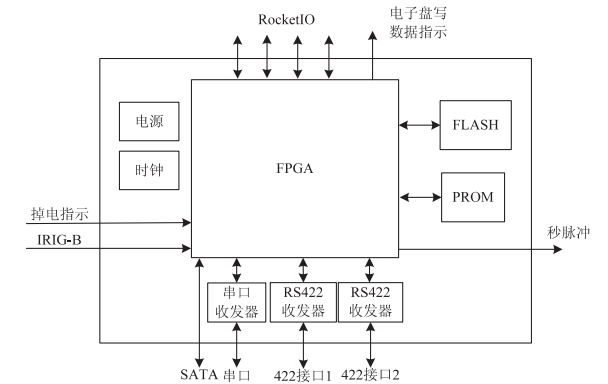 RocketIO
电子盘写
数据指示
电源
FLASH
时钟
FPGA
PROM
掉电指示
IRIG-B
秒脉冲
串口
收发器
RS422
收发器
RS422
收发器
SATA 串口 422接口1 422接口2